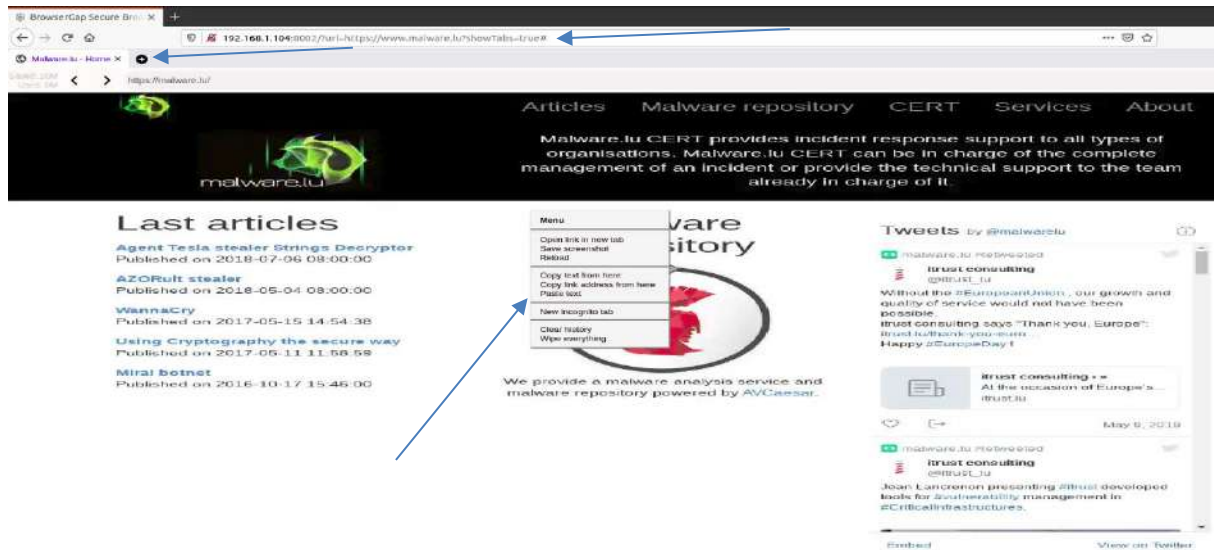 BrowserGap Secure Bro
192.168.1.104:8002/?url=https://www.malware.lu?showTabs=true#
Malware.lu - Home
https://malware.lu/
Articles Malware repository CERT Services About
Malware.lu CERT provides incident response support to all types of
organisations. Malware.lu CERT can be in charge of the complete
management of an incident or provide the technical support to the team
already in charge of it.
malware.lu
Last articles
Agent Tesla stealer Strings Decryptor
Published on 2018-07-06 08:00:00
AZORult stealer
Published on 2018-05-04 08:00:00
WannaCry
Published on 2017-05-15 14:54:38
Using Cryptography the secure way
Published on 2017-05-11 11:58:59
Mirai botnet
Published on 2016-10-17 15:46:00
Menu
Open link in new tab
Save screenshot
Reload
Copy text from here
Copy link address from here
Paste text
New Incognito tab
Clear history
Wipe everything
ware
sitory
We provide a malware analysis service and
malware repository powered by AVCaesar.
Tweets by @malwarelu
malware.lu Retweeted
itrust consulting
@itrust_lu
Without the #EuropeanUnion , our growth and
quality of service would not have been
possible.
itrust consulting says "Thank you, Europe":
itrust.lu/thank-you-euro…
Happy #EuropeDay !
itrust consulting
At the occasion of Europe's…
itrust.lu
May 9, 2019
malware.lu Retweeted
itrust consulting
@itrust_lu
Joan Lancrenon presenting #itrust developed
tools for #vulnerability management in
#CriticalInfrastructures.
Embed View on Twitter